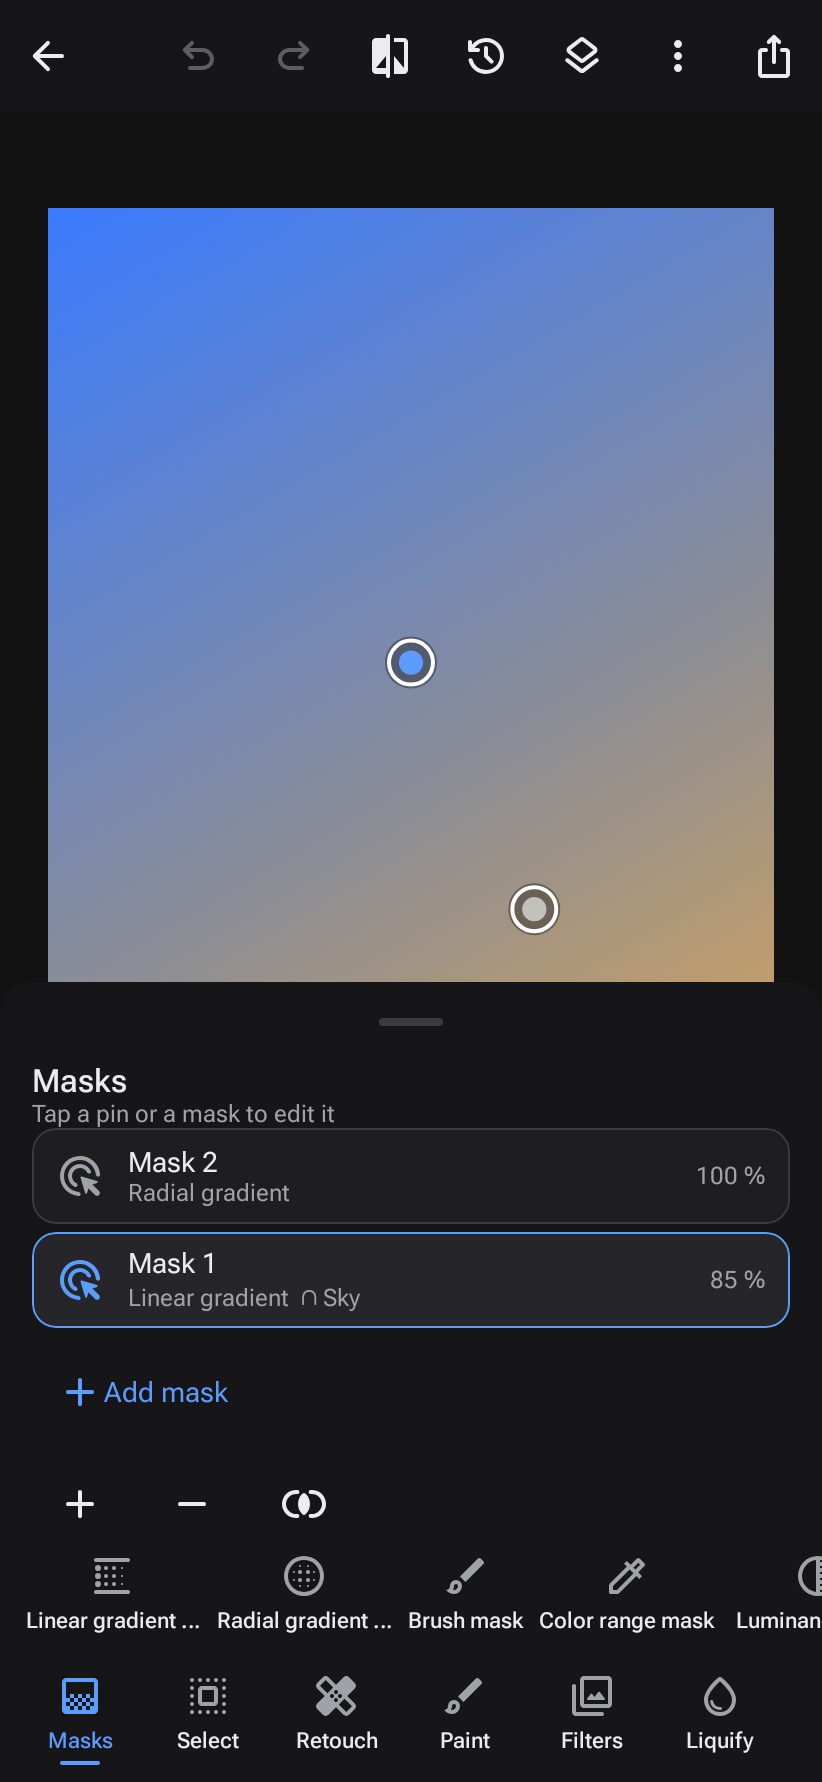 Masks
Tap a pin or a mask to edit it
Mask 2
100 %
Radial gradient
Mask 1
85 %
Linear gradient ∩ Sky
Add mask
Linear gradient ... Radial gradient ... Brush mask Color range mask Luminan
Masks Select Retouch Paint Filters Liquify